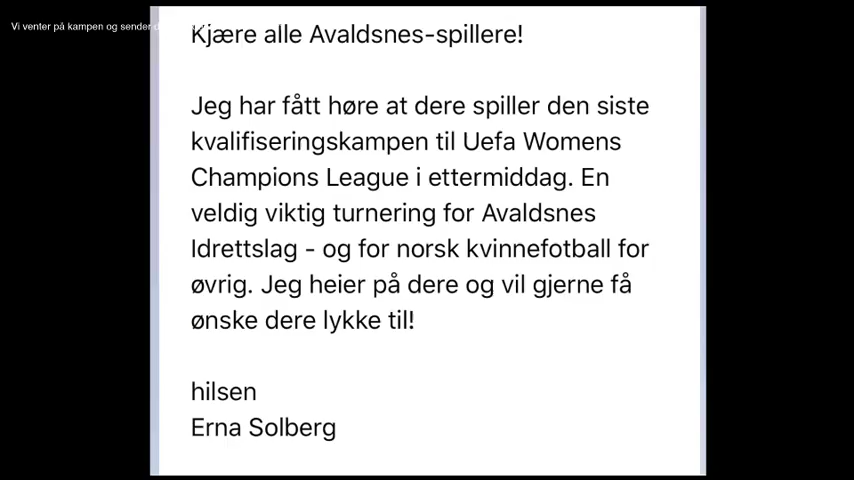 Vi venter på kampen og sender
Kjære alle Avaldsnes-spillere!
Jeg har fått høre at dere spiller den siste
kvalifiseringskampen til Uefa Womens
Champions League i ettermiddag. En
veldig viktig turnering for Avaldsnes
Idrettslag - og for norsk kvinnefotball for
øvrig. Jeg heier på dere og vil gjerne få
ønske dere lykke til!
hilsen
Erna Solberg